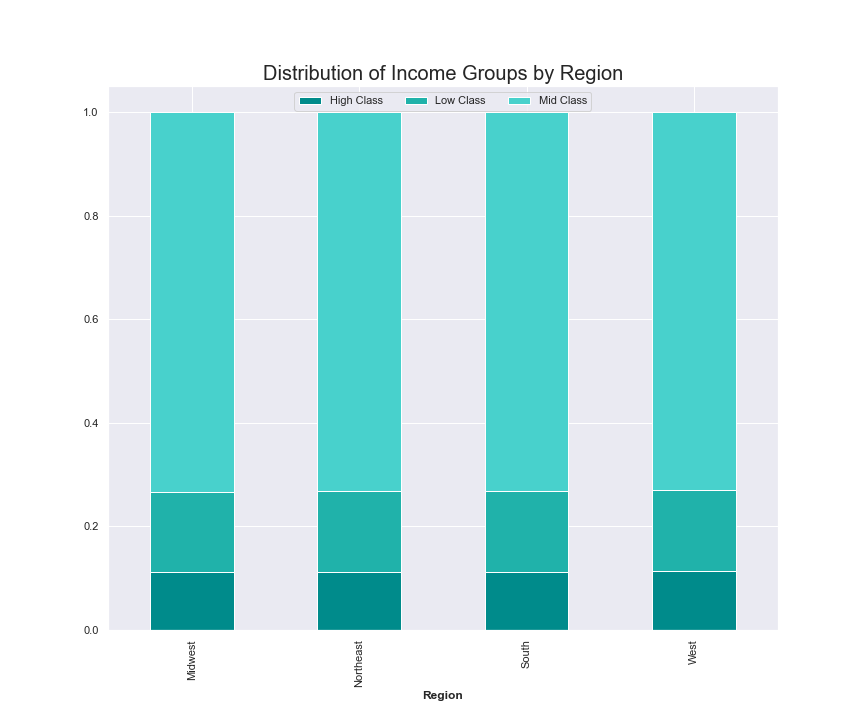 Distribution of Income Groups by Region
High Class Low Class Mid Class
1.0
0.8
0.6
0.4
0.2
0.0
Midwest Northeast South West
Region